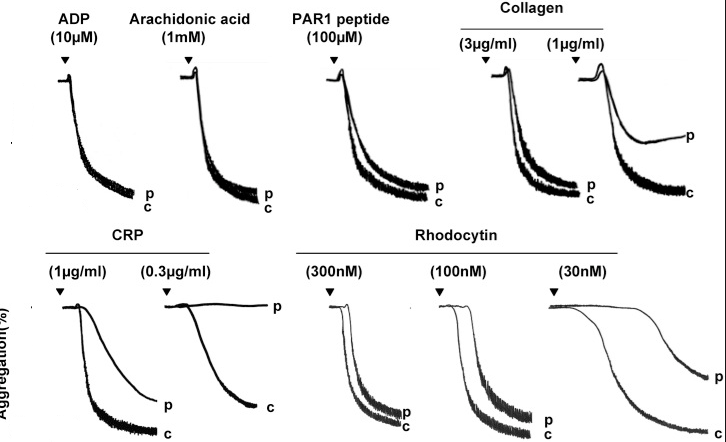 Collagen
ADP
(10µM)
Arachidonic acid
(1mM)
PAR1 peptide
(100µM)
(3µg/ml) (1µg/ml)
p
c
p
c
p
c
p
c
p
c
CRP
Rhodocytin
(1µg/ml) (0.3µg/ml)
(300nM) (100nM) (30nM)
Aggregation(%)
p
c
p
c
p
c
p
c
p
c